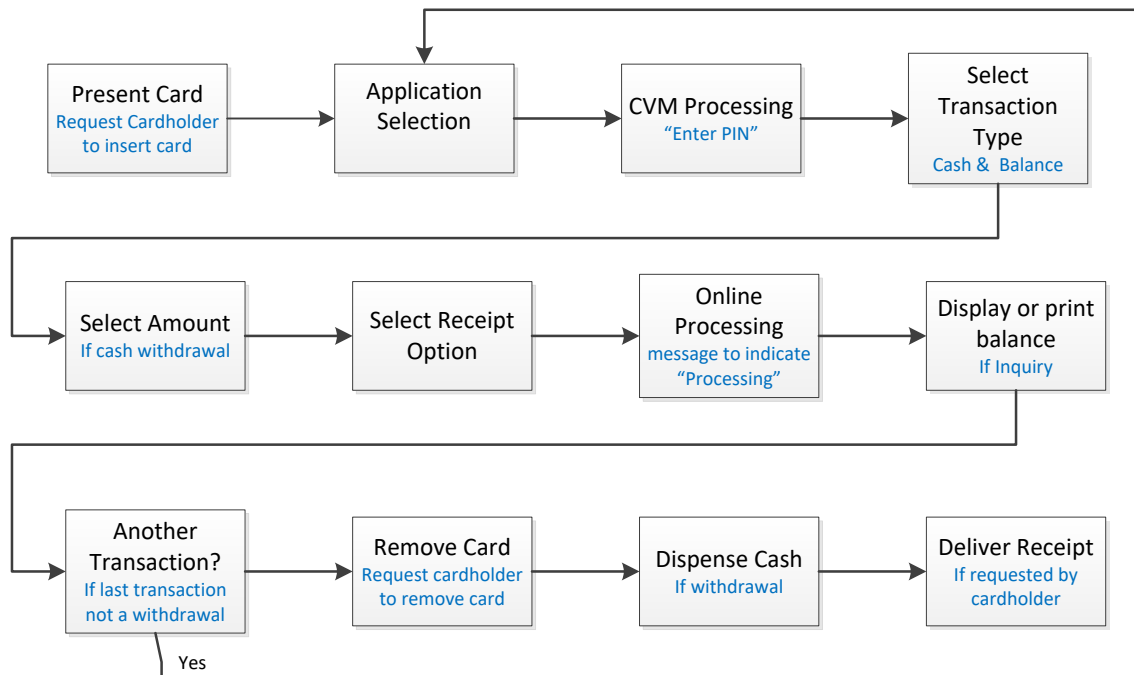 Present Card
Request Cardholder
to insert card
Application
Selection
CVM Processing
“Enter PIN”
Select
Transaction
Type
Cash & Balance
Select Amount
If cash withdrawal
Select Receipt
Option
Online
Processing
message to indicate
“Processing”
Display or print
balance
If Inquiry
Another
Transaction?
If last transaction
not a withdrawal
Remove Card
Request cardholder
to remove card
Dispense Cash
If withdrawal
Deliver Receipt
If requested by
cardholder
Yes